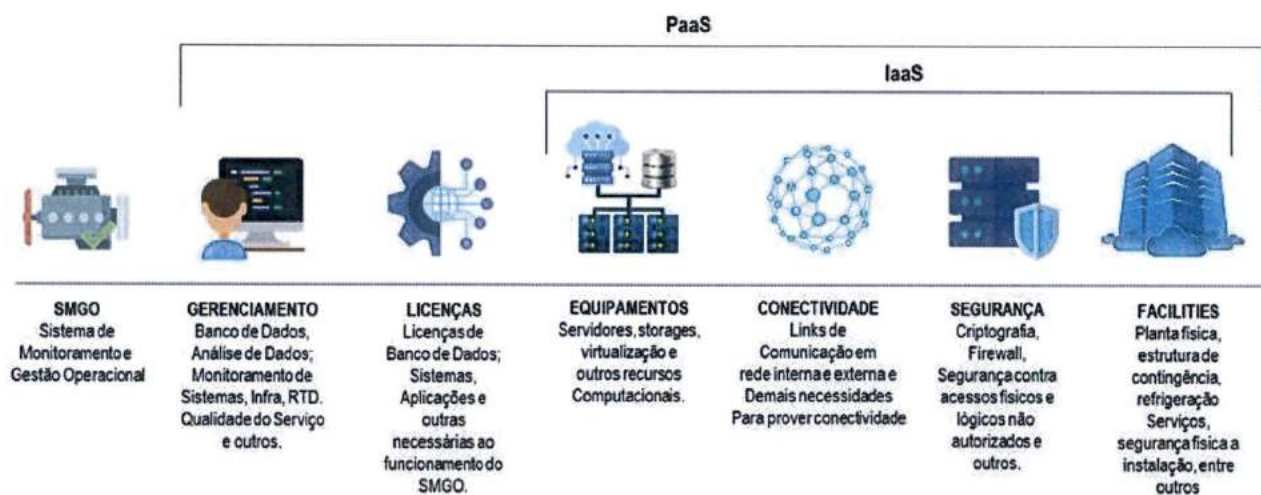 PaaS
IaaS
SMGO
Sistema de
Monitoramento e
Gestão Operacional
GERENCIAMENTO
Banco de Dados,
Análise de Dados;
Monitoramento de
Sistemas, Infra, RTD.
Qualidade do Serviço
e outros.
LICENÇAS
Licenças de
Banco de Dados;
Sistemas,
Aplicações e
outras
necessárias ao
funcionamento do
SMGO.
EQUIPAMENTOS
Servidores, storages,
virtualização e
outros recursos
Computacionais.
CONECTIVIDADE
Links de
Comunicação em
rede interna e externa e
Demais necessidades
Para prover conectividade
SEGURANÇA
Criptografia,
Firewall,
Segurança contra
acessos físicos e
lógicos não
autorizados e
outros.
FACILITIES
Planta física,
estrutura de
contingência,
refrigeração
Serviços,
segurança física a
instalação, entre
outros